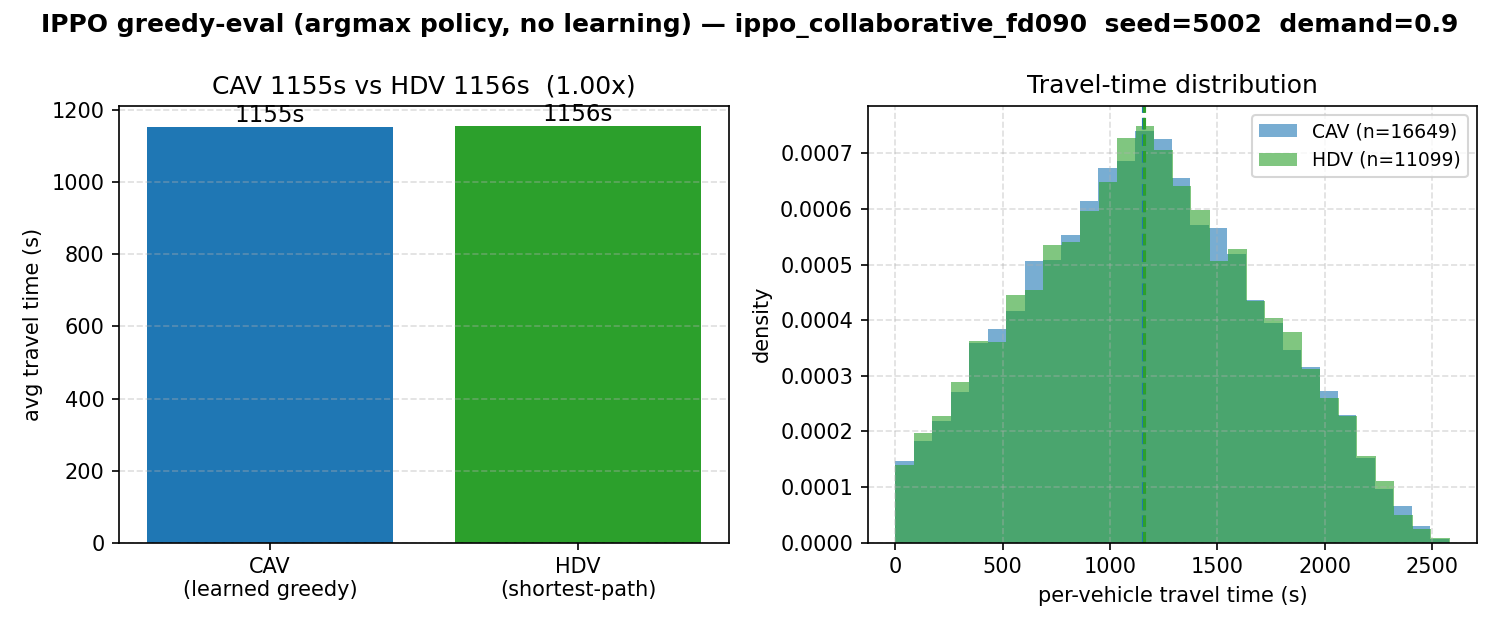 IPPO greedy-eval (argmax policy, no learning) — ippo_collaborative_fd090  seed=5002  demand=0.9
CAV 1155s vs HDV 1156s  (1.00x)
1155s
1156s
avg travel time (s)
1200
1000
800
600
400
200
0
CAV
(learned greedy)
HDV
(shortest-path)
Travel-time distribution
CAV (n=16649)
HDV (n=11099)
density
0.0007
0.0006
0.0005
0.0004
0.0003
0.0002
0.0001
0.0000
0
500
1000
1500
2000
2500
per-vehicle travel time (s)